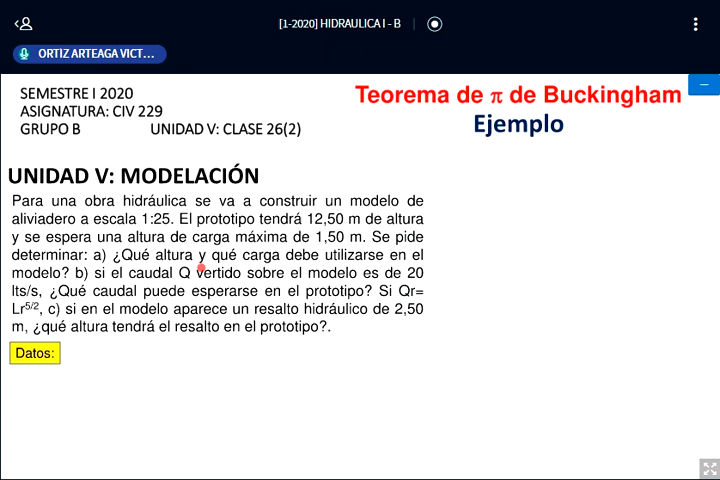 [1-2020] HIDRAULICA I - B
ORTIZ ARTEAGA VICT...
SEMESTRE I 2020
ASIGNATURA: CIV 229
GRUPO B UNIDAD V: CLASE 26(2)
Teorema de π de Buckingham
Ejemplo
UNIDAD V: MODELACIÓN
Para una obra hidráulica se va a construir un modelo de
aliviadero a escala 1:25. El prototipo tendrá 12,50 m de altura
y se espera una altura de carga máxima de 1,50 m. Se pide
determinar: a) ¿Qué altura y qué carga debe utilizarse en el
modelo? b) si el caudal Q vertido sobre el modelo es de 20
lts/s, ¿Qué caudal puede esperarse en el prototipo? Si Qr=
Lr5/2, c) si en el modelo aparece un resalto hidráulico de 2,50
m, ¿qué altura tendrá el resalto en el prototipo?.
Datos: